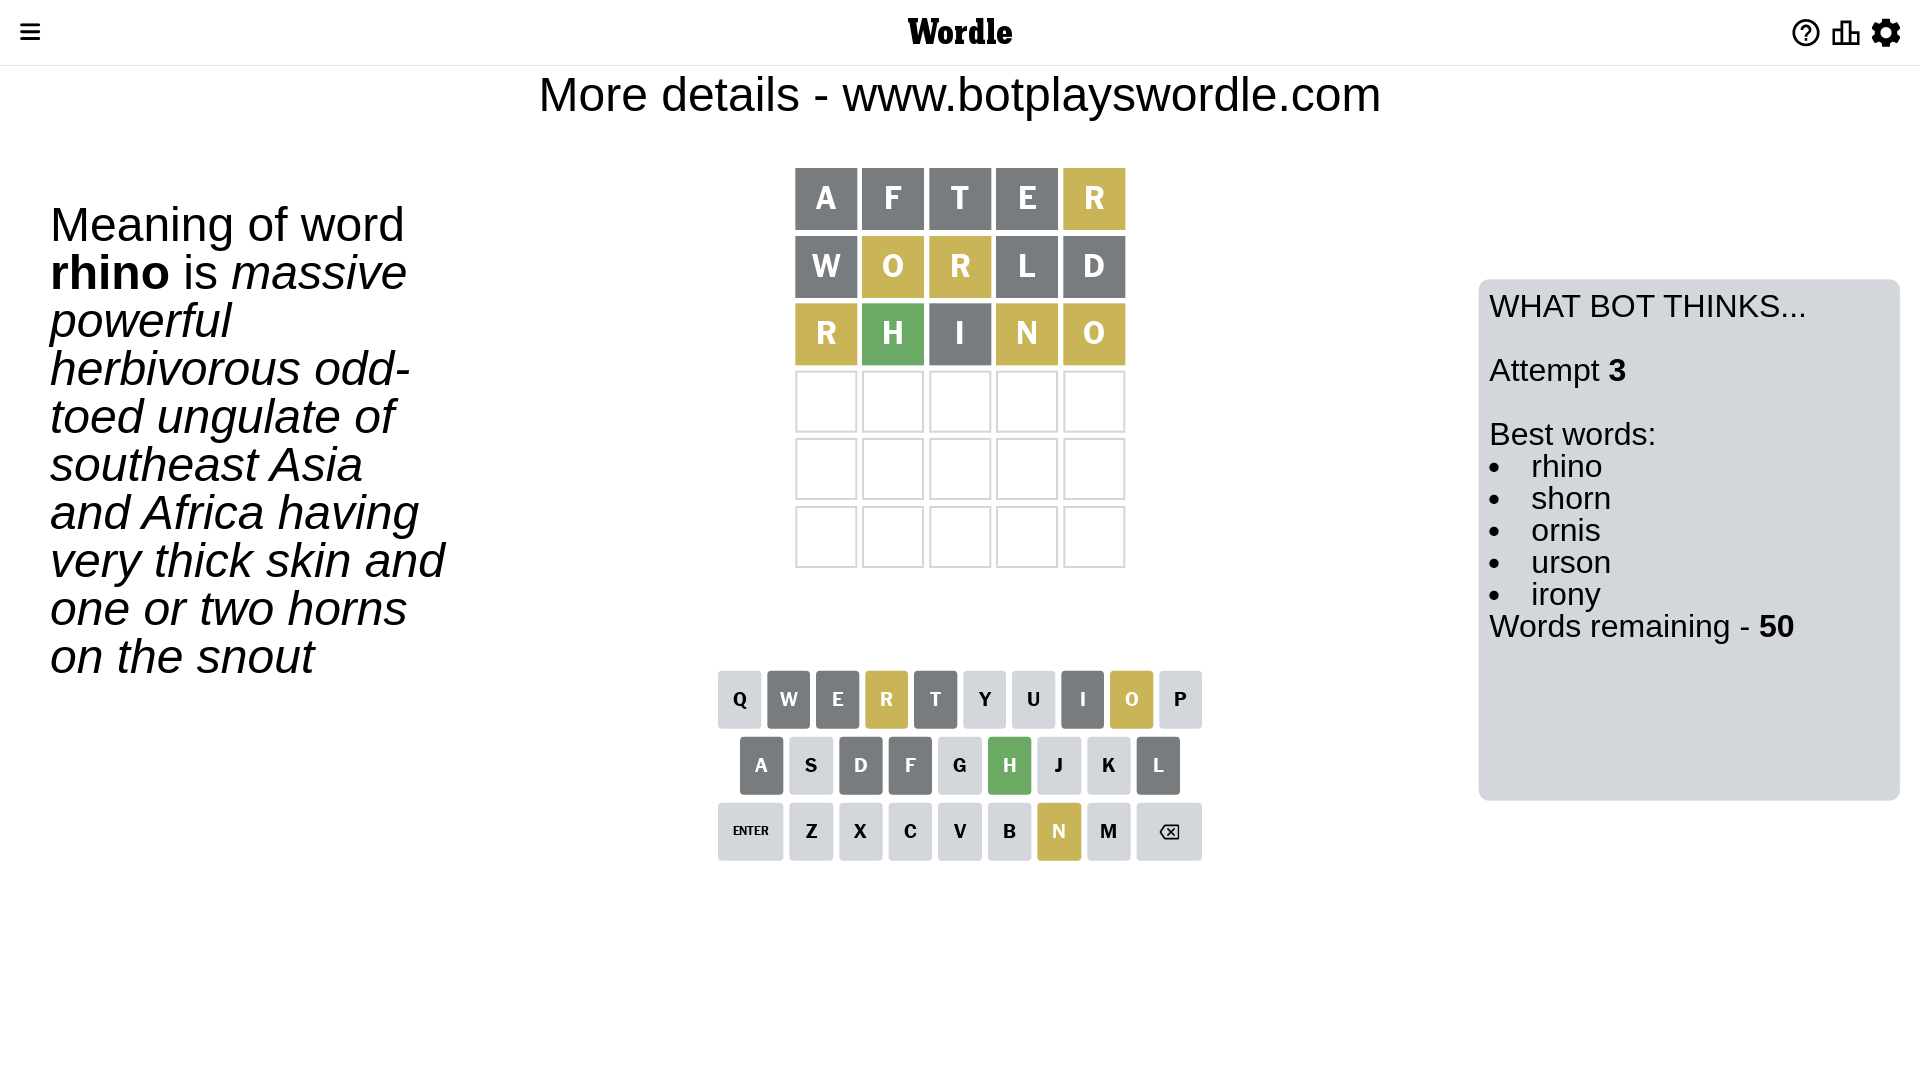 Wordle
More details - www.botplayswordle.com
Meaning of word
rhino is massive
powerful
herbivorous odd-
toed ungulate of
southeast Asia
and Africa having
very thick skin and
one or two horns
on the snout
A F T E R
W O R L D
R H I N O
WHAT BOT THINKS...
Attempt 3
Best words:
• rhino
• shorn
• ornis
• urson
• irony
Words remaining - 50
Q W E R T Y U I O P
A S D F G H J K L
ENTER Z X C V B N M